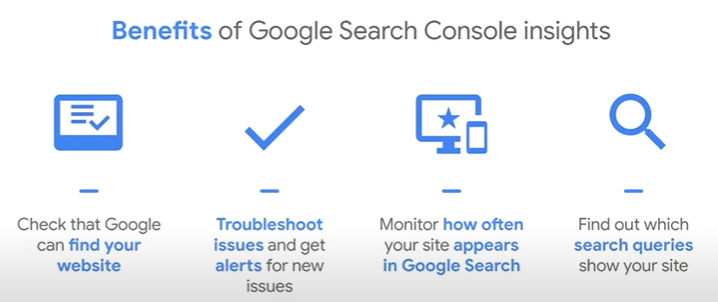 Benefits of Google Search Console insights
Check that Google
can find your
website
Troubleshoot
issues and get
alerts for new
issues
Monitor how often
your site appears
in Google Search
Find out which
search queries
show your site